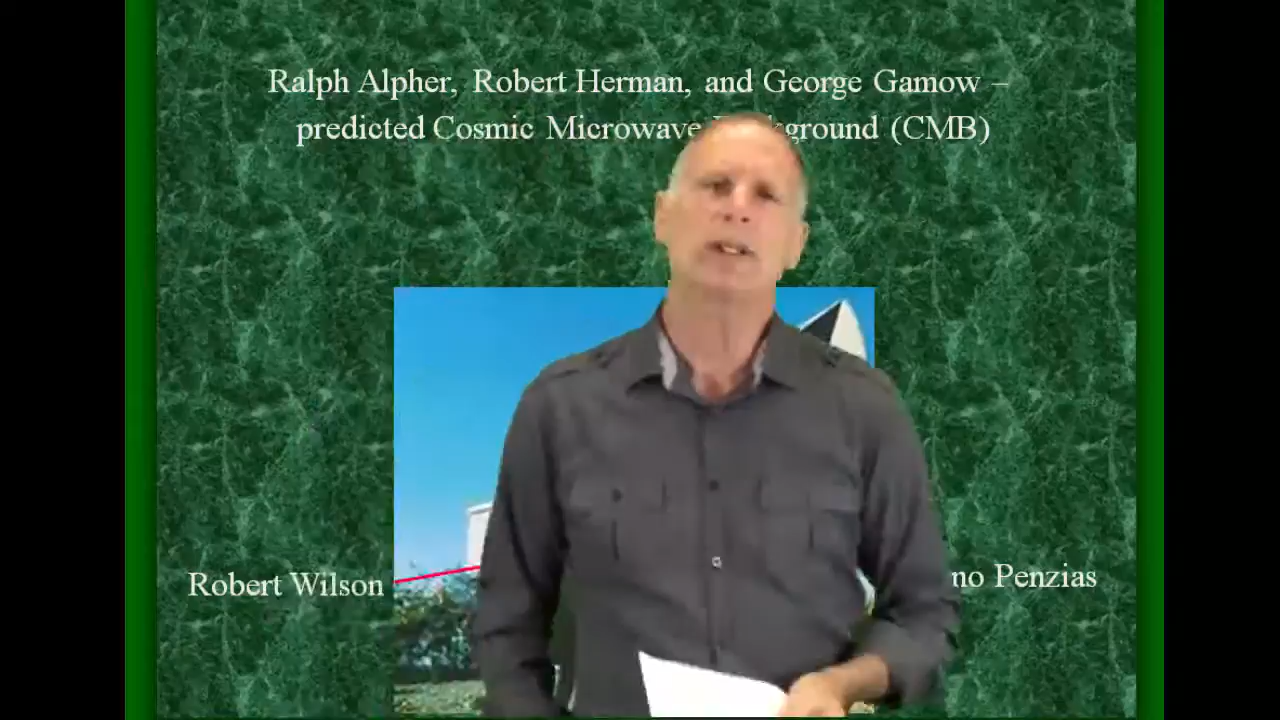 Ralph Alpher, Robert Herman, and George Gamow –
predicted Cosmic Microwave (CMB)
Robert Wilson
Penzias